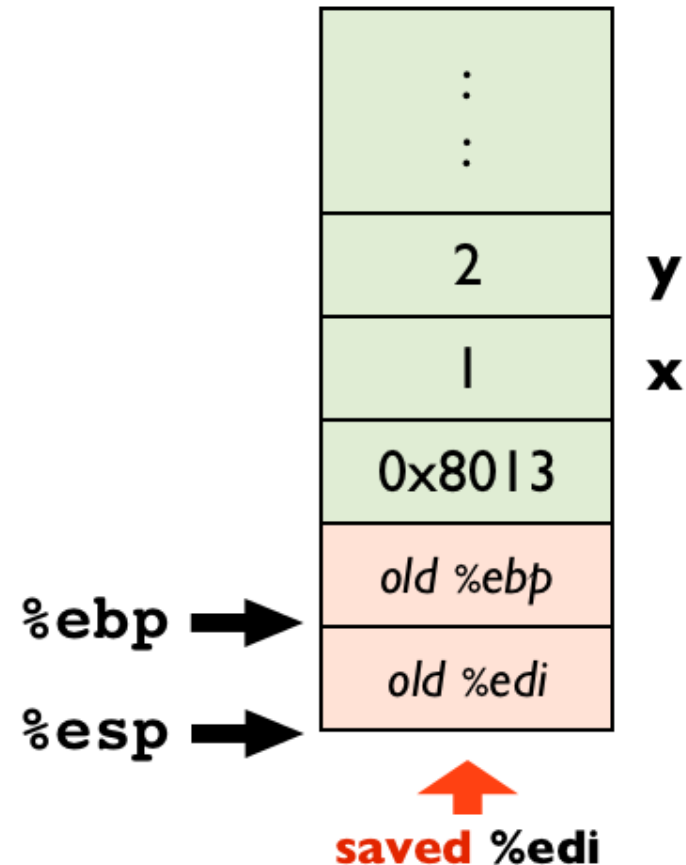 :
:
2 y
1 x
0x8013
old %ebp
%ebp
old %edi
%esp
saved %edi